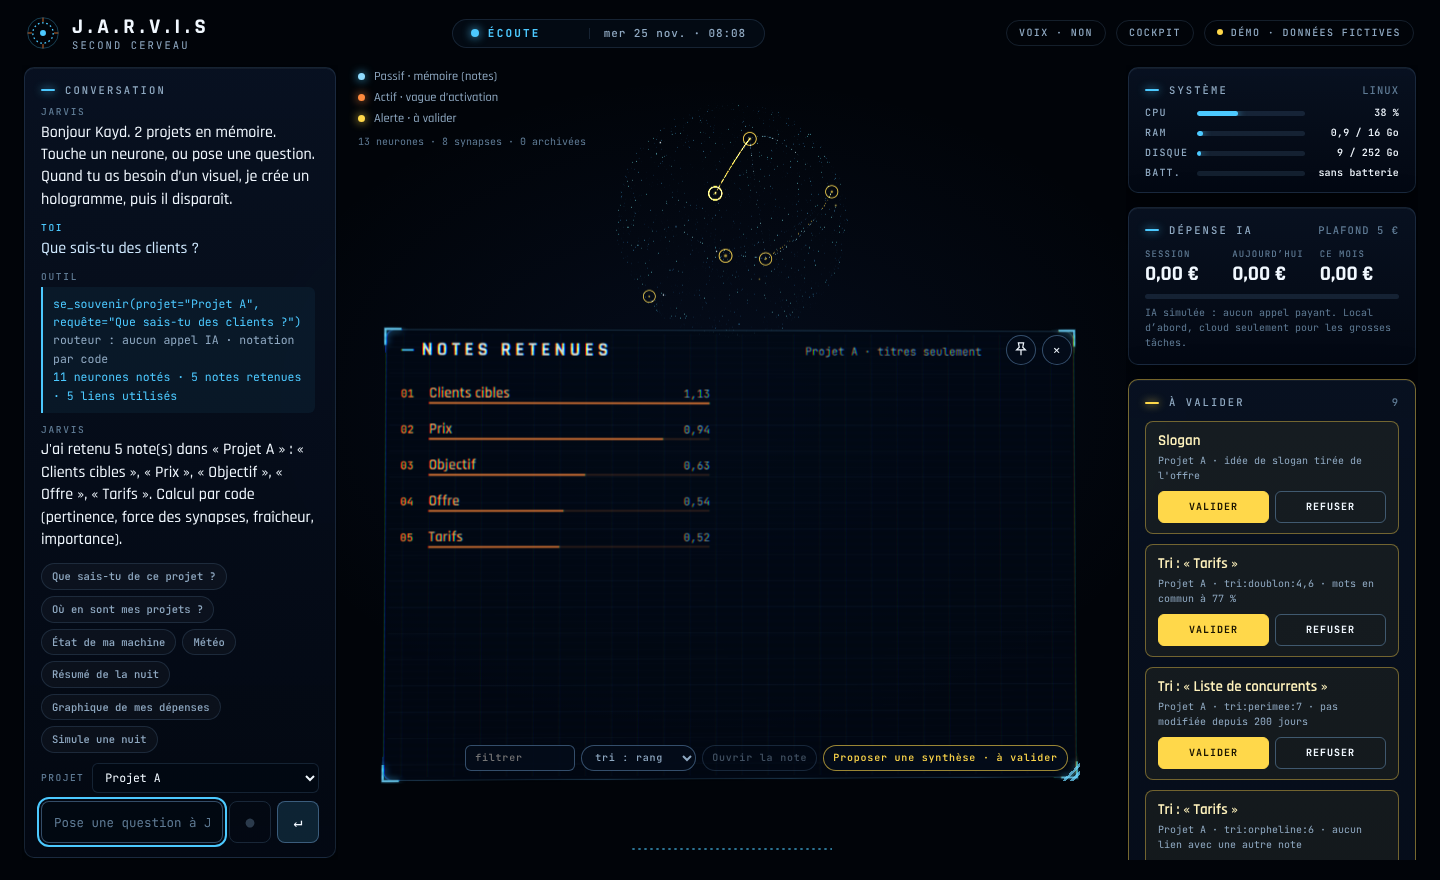 J.A.R.V.I.S
SECOND CERVEAU
ÉCOUTE
mer 25 nov. · 08:08
VOIX · NON
COCKPIT
DÉMO · DONNÉES FICTIVES
CONVERSATION
JARVIS
Bonjour Kayd. 2 projets en mémoire.
Touche un neurone, ou pose une question.
Quand tu as besoin d'un visuel, je crée un
hologramme, puis il disparaît.
TOI
Que sais-tu des clients ?
OUTIL
se_souvenir(projet="Projet A",
requête="Que sais-tu des clients ?")
routeur : aucun appel IA · notation
par code
11 neurones notés · 5 notes retenues
· 5 liens utilisés
JARVIS
J'ai retenu 5 note(s) dans « Projet A » : «
Clients cibles », « Prix », « Objectif », «
Offre », « Tarifs ». Calcul par code
(pertinence, force des synapses, fraîcheur,
importance).
Que sais-tu de ce projet ?
Où en sont mes projets ?
État de ma machine
Météo
Résumé de la nuit
Graphique de mes dépenses
Simule une nuit
PROJET
Projet A
Pose une question à J
↵
Passif · mémoire (notes)
Actif · vague d'activation
Alerte · à valider
13 neurones · 8 synapses · 0 archivées
NOTES RETENUES
Projet A · titres seulement
×
01 Clients cibles 1,13
02 Prix 0,94
03 Objectif 0,63
04 Offre 0,54
05 Tarifs 0,52
filtrer
tri : rang
Ouvrir la note
Proposer une synthèse · à valider
SYSTÈME
LINUX
CPU 38 %
RAM 0,9 / 16 Go
DISQUE 9 / 252 Go
BATT. sans batterie
DÉPENSE IA
PLAFOND 5 €
SESSION AUJOURD'HUI CE MOIS
0,00 € 0,00 € 0,00 €
IA simulée : aucun appel payant. Local
d'abord, cloud seulement pour les grosses
tâches.
À VALIDER
9
Slogan
Projet A · idée de slogan tirée de
l'offre
VALIDER REFUSER
Tri : « Tarifs »
Projet A · tri:doublon:4,6 · mots en
commun à 77 %
VALIDER REFUSER
Tri : « Liste de concurrents »
Projet A · tri:perimee:7 · pas
modifiée depuis 200 jours
VALIDER REFUSER
Tri : « Tarifs »
Projet A · tri:orpheline:6 · aucun
lien avec une autre note